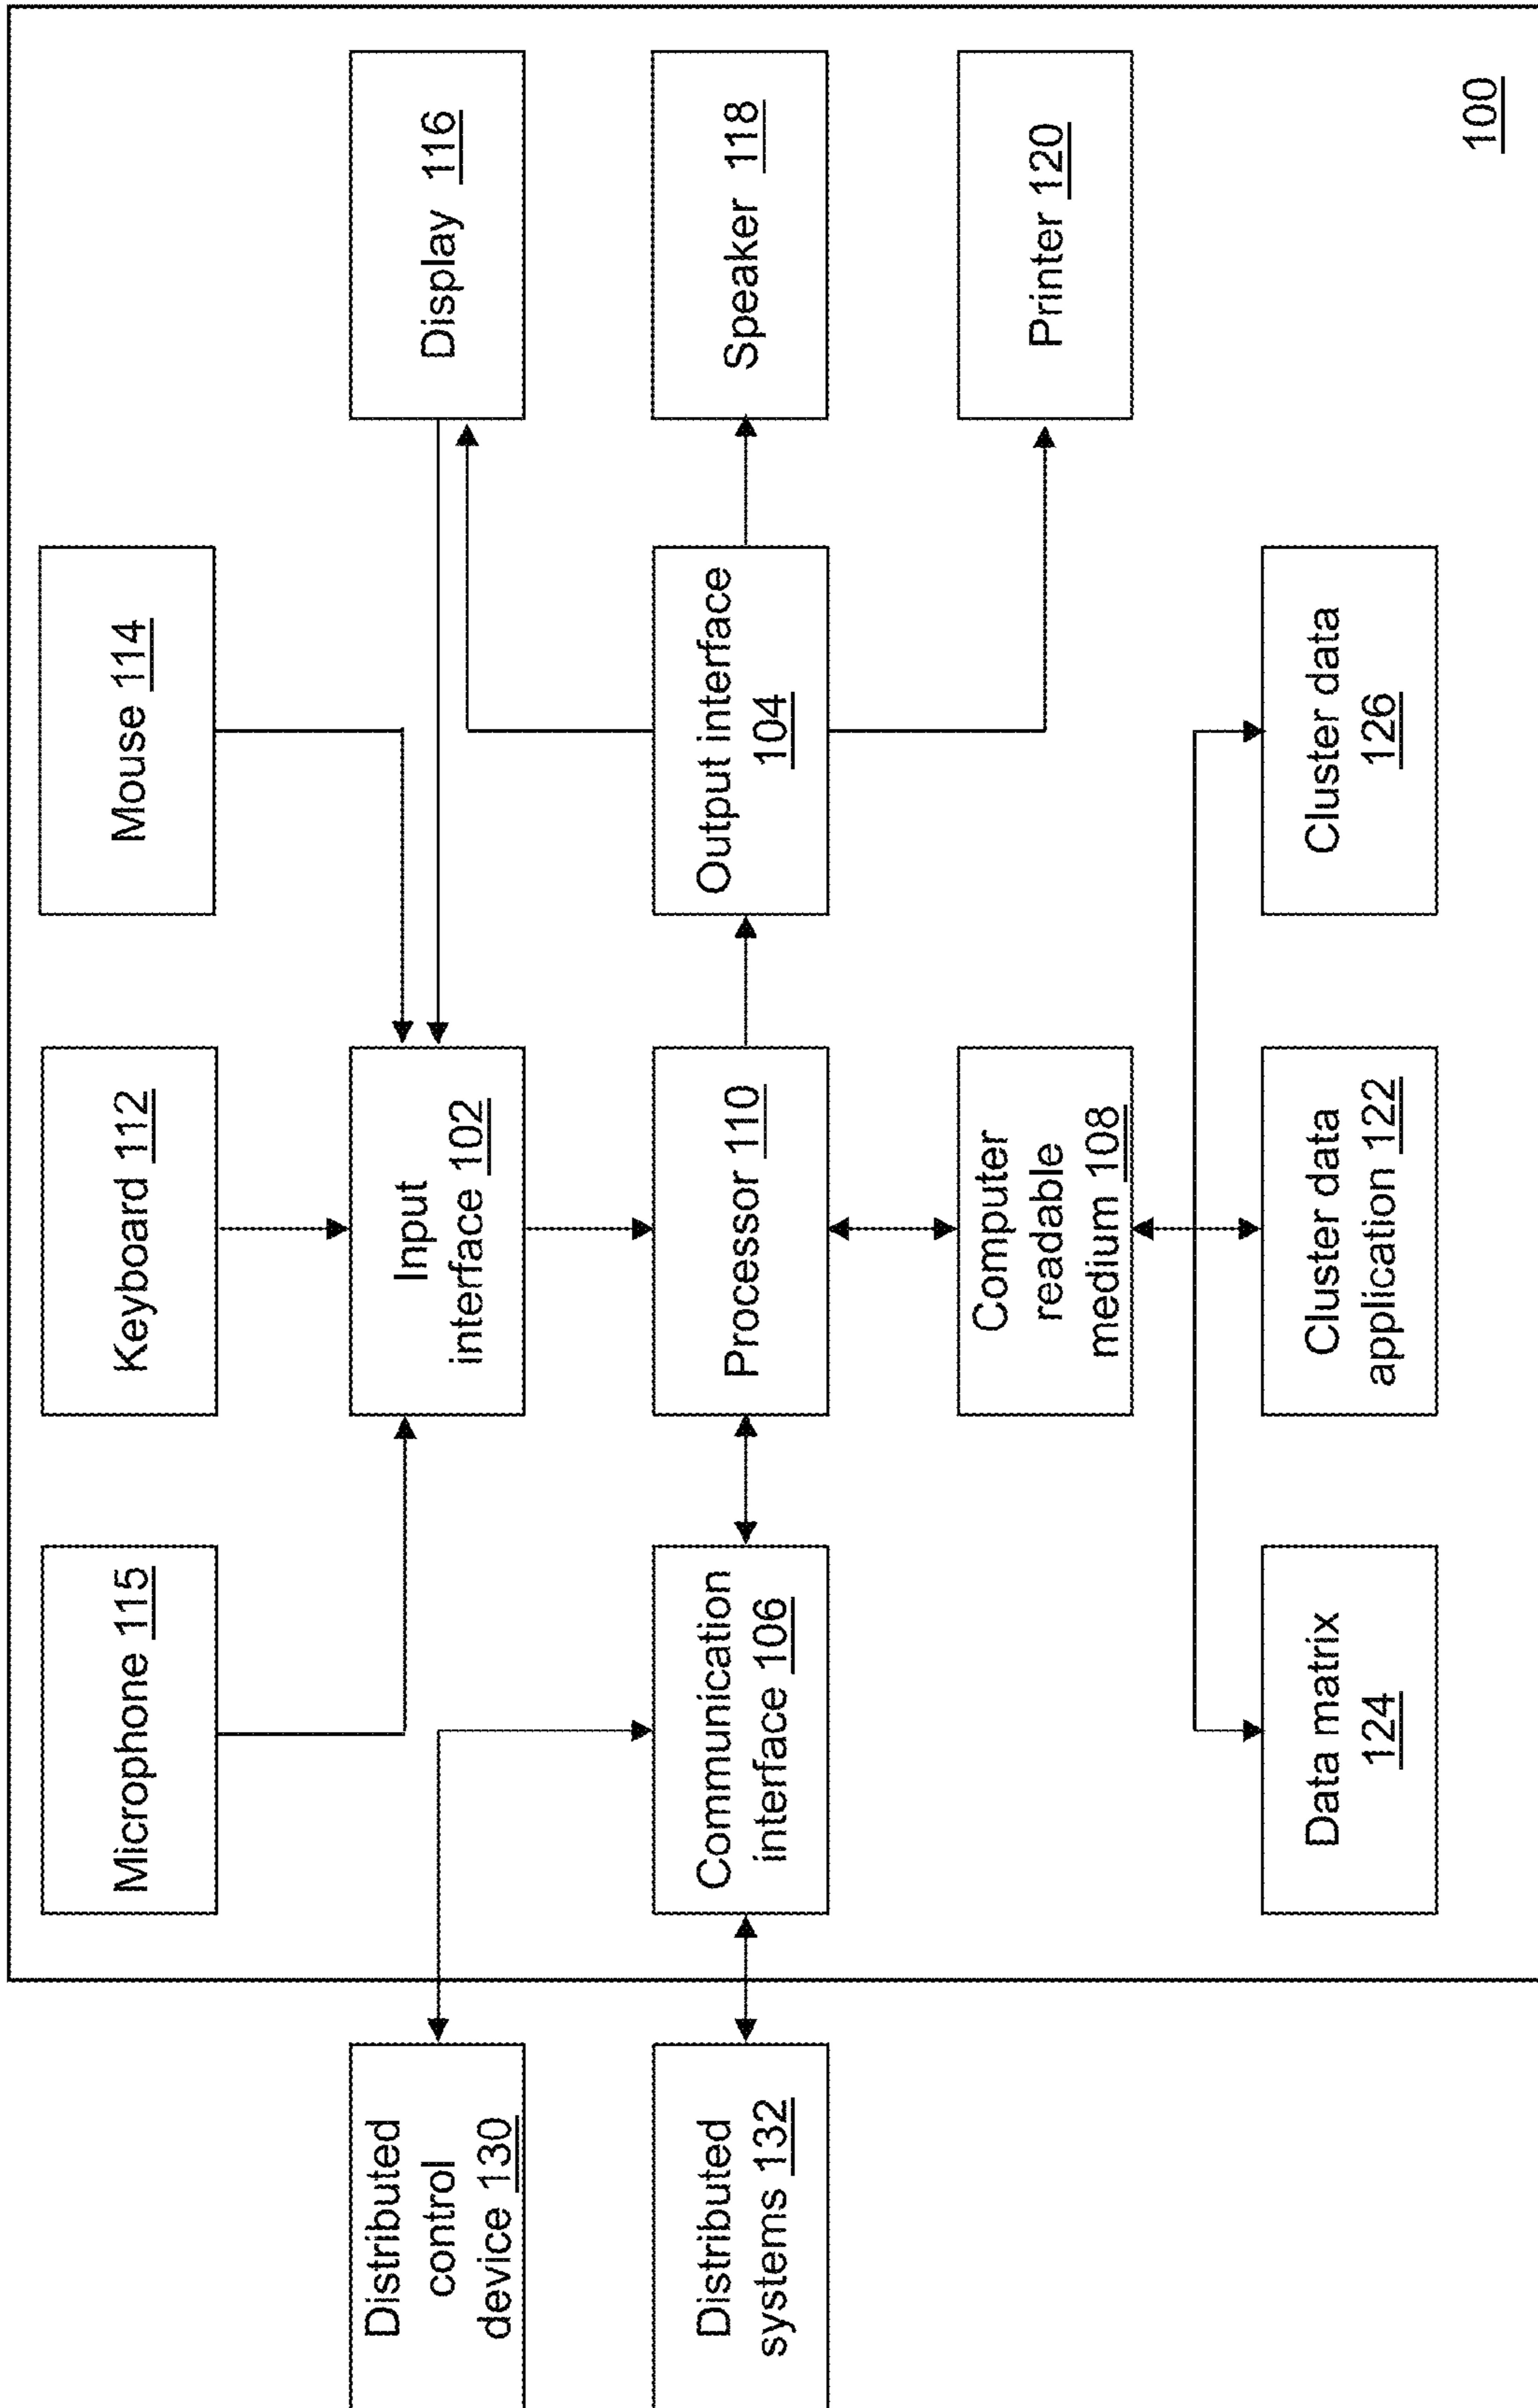 Microphone 115
Keyboard 112
Mouse 114
Distributed
control
device 130
Input
interface 102
Display 116
Distributed
systems 132
Communication
interface 106
Processor 110
Output interface
104
Speaker 118
Computer
readable
medium 108
Printer 120
Data matrix
124
Cluster data
application 122
Cluster data
126
100